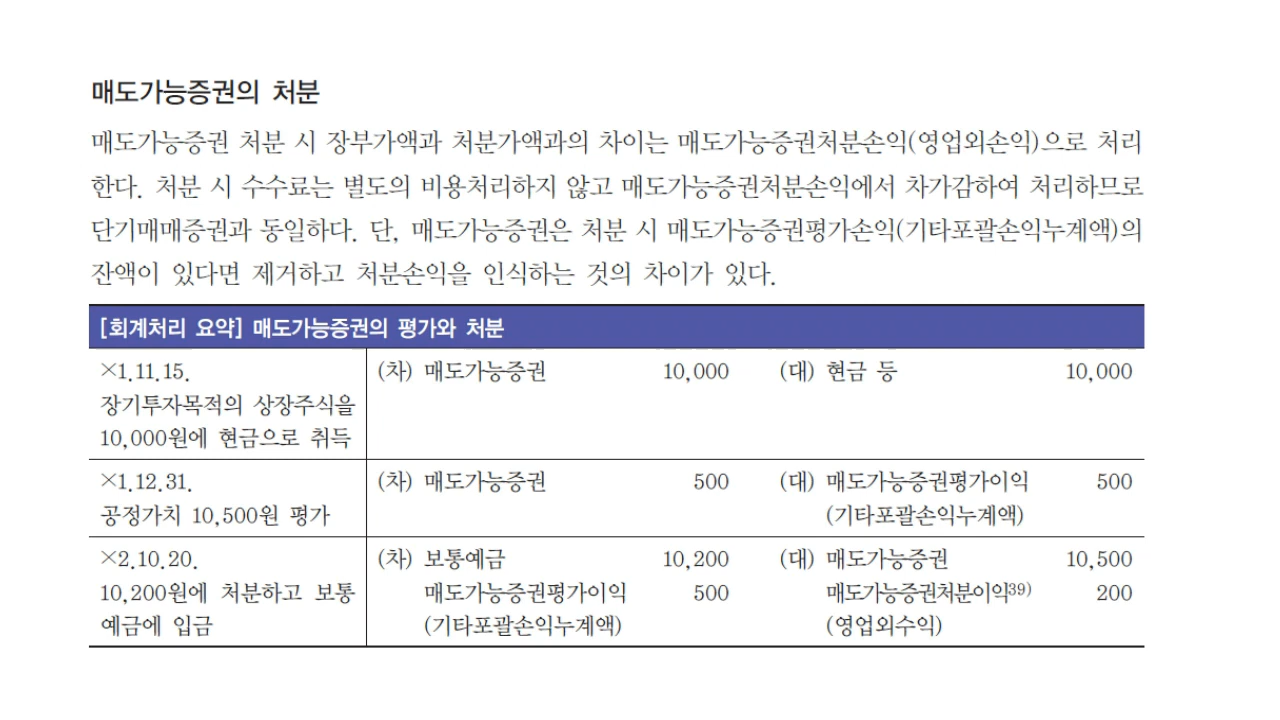 매도가능증권의 처분
매도가능증권 처분 시 장부가액과 처분가액과의 차이는 매도가능증권처분손익(영업외손익)으로 처리
한다. 처분 시 수수료는 별도의 비용처리하지 않고 매도가능증권처분손익에서 차가감하여 처리하므로
단기매매증권과 동일하다. 단, 매도가능증권은 처분 시 매도가능증권평가손익(기타포괄손익누계액)의
잔액이 있다면 제거하고 처분손익을 인식하는 것의 차이가 있다.
[회계처리 요약] 매도가능증권의 평가와 처분
×1.11.15. (차) 매도가능증권 10,000 (대) 현금 등 10,000
장기투자목적의 상장주식을
10,000원에 현금으로 취득
×1.12.31. (차) 매도가능증권 500 (대) 매도가능증권평가이익 500
공정가치 10,500원 평가 (기타포괄손익누계액)
×2.10.20. (차) 보통예금 10,200 (대) 매도가능증권 10,500
10,200원에 처분하고 보통 매도가능증권평가이익 500 매도가능증권처분이익39) 200
예금에 입금 (기타포괄손익누계액) (영업외수익)